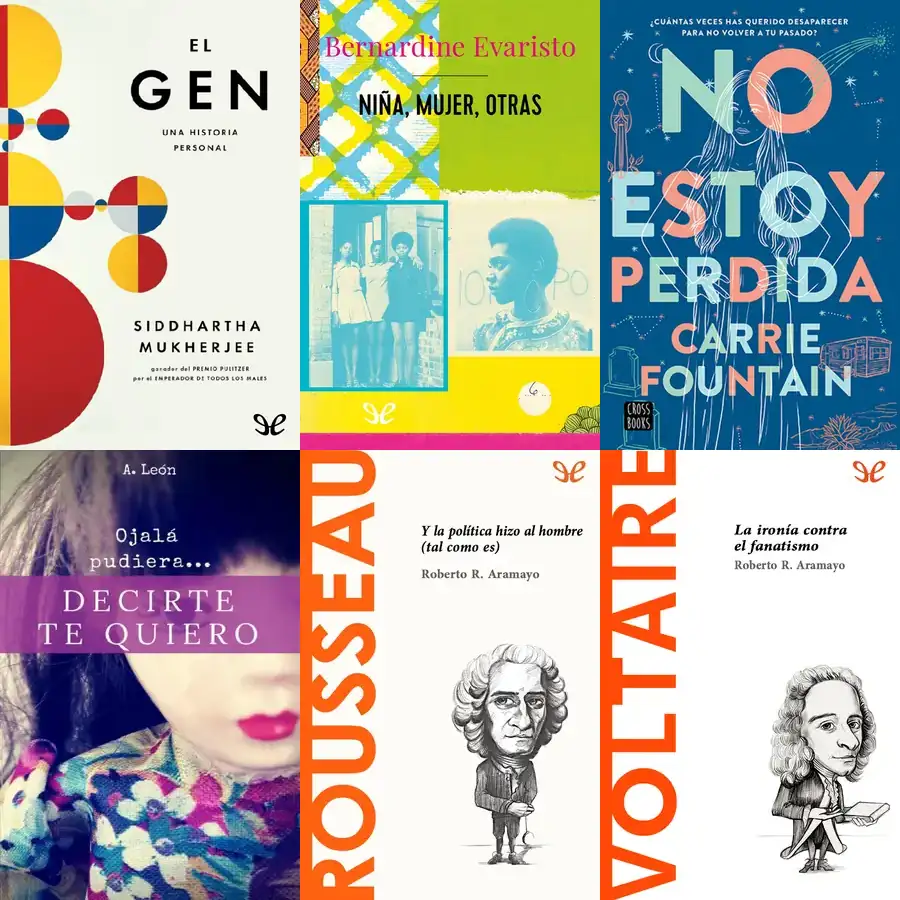 EL
GEN
UNA HISTORIA
PERSONAL
SIDDHARTHA
MUKHERJEE
ganador del PREMIO PULITZER
por el EMPERADOR DE TODOS LOS MALES
Bernardine Evaristo
NIÑA, MUJER, OTRAS
6
¿CUÁNTAS VECES HAS QUERIDO DESAPARECER
PARA NO VOLVER A TU PASADO?
NO
ESTOY
PERDIDA
CARRIE
FOUNTAIN
CROSS
BOOKS
A. León
Ojalá
pudiera...
DECIRTE
TE QUIERO
ROUSSEAU
Y la política hizo al hombre
(tal como es)
Roberto R. Aramayo
VOLTAIRE
La ironía contra
el fanatismo
Roberto R. Aramayo